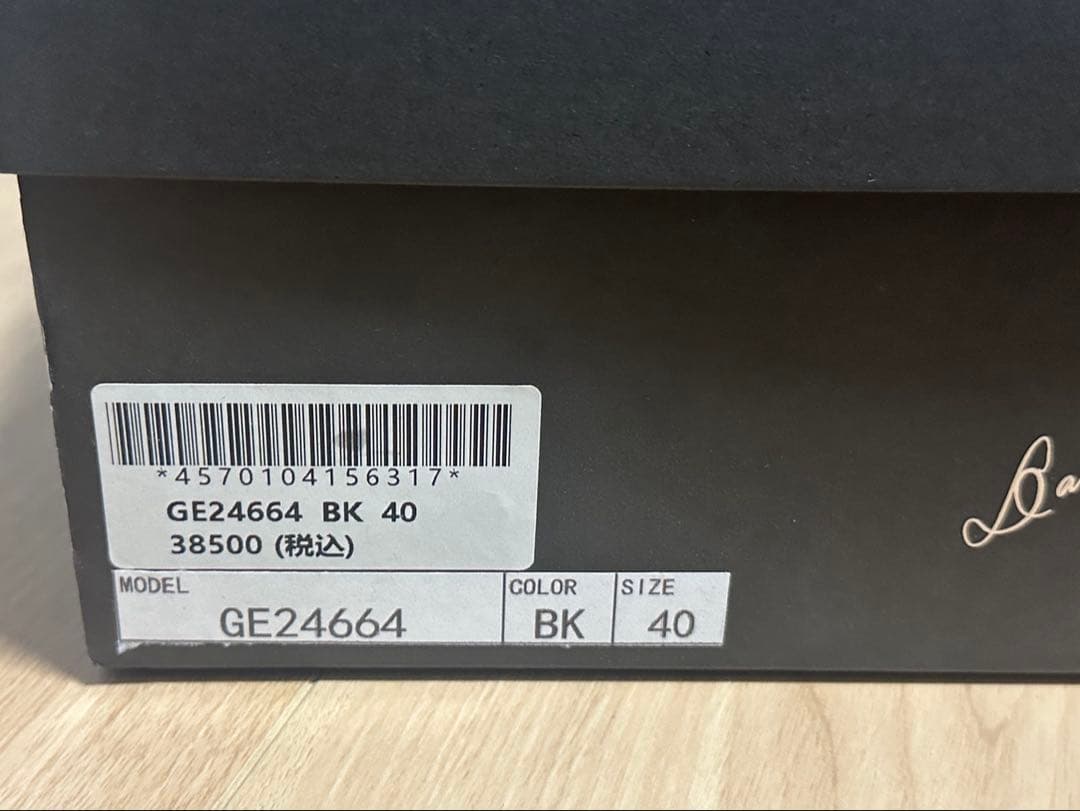 *4570104156317*
GE24664 BK 40
38500 (税込)
MODEL COLOR SIZE
GE24664 BK 40